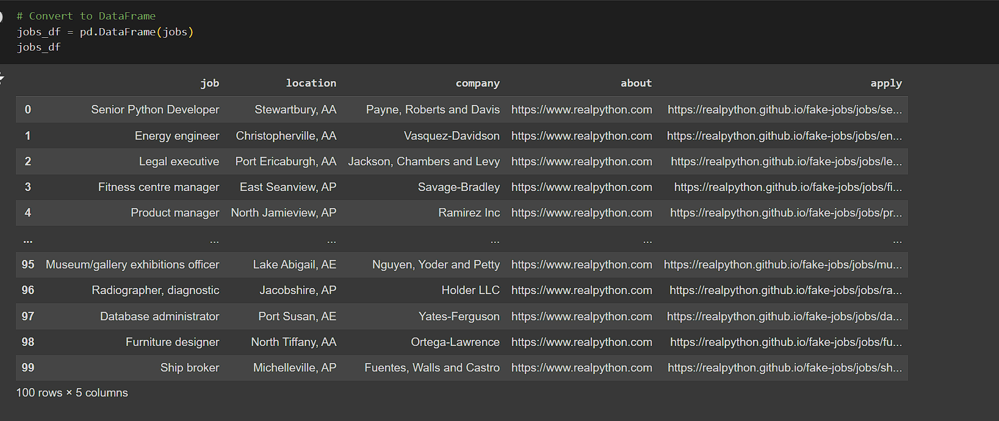 # Convert to DataFrame
jobs_df = pd.DataFrame(jobs)
jobs_df
job location company about apply
0 Senior Python Developer Stewartbury, AA Payne, Roberts and Davis https://www.realpython.com https://realpython.github.io/fake-jobs/jobs/se...
1 Energy engineer Christopherville, AA Vasquez-Davidson https://www.realpython.com https://realpython.github.io/fake-jobs/jobs/en...
2 Legal executive Port Ericaburgh, AA Jackson, Chambers and Levy https://www.realpython.com https://realpython.github.io/fake-jobs/jobs/le...
3 Fitness centre manager East Seanview, AP Savage-Bradley https://www.realpython.com https://realpython.github.io/fake-jobs/jobs/fi...
4 Product manager North Jamieview, AP Ramirez Inc https://www.realpython.com https://realpython.github.io/fake-jobs/jobs/pr...
... ... ... ... ... ...
95 Museum/gallery exhibitions officer Lake Abigail, AE Nguyen, Yoder and Petty https://www.realpython.com https://realpython.github.io/fake-jobs/jobs/mu...
96 Radiographer, diagnostic Jacobshire, AP Holder LLC https://www.realpython.com https://realpython.github.io/fake-jobs/jobs/ra...
97 Database administrator Port Susan, AE Yates-Ferguson https://www.realpython.com https://realpython.github.io/fake-jobs/jobs/da...
98 Furniture designer North Tiffany, AA Ortega-Lawrence https://www.realpython.com https://realpython.github.io/fake-jobs/jobs/fu...
99 Ship broker Michelleville, AP Fuentes, Walls and Castro https://www.realpython.com https://realpython.github.io/fake-jobs/jobs/sh...
100 rows × 5 columns